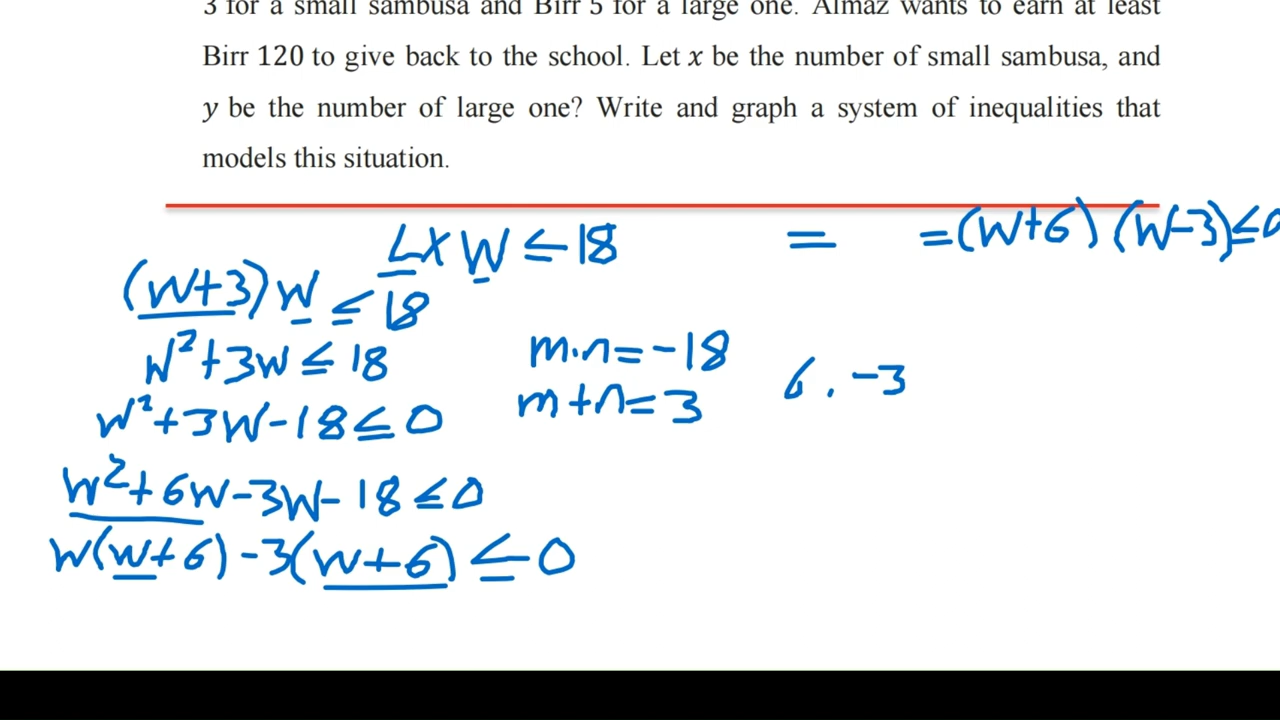 3 for a small sambusa and Birr 5 for a large one. Almaz wants to earn at least
Birr 120 to give back to the school. Let x be the number of small sambusa, and
y be the number of large one? Write and graph a system of inequalities that
models this situation.
L x W ≤ 18
= =(W+6) (W-3)≤0
(W+3)W ≤ 18
W²+3W ≤ 18
W²+3W-18 ≤ 0
W²+6W-3W-18 ≤ 0
W(W+6)-3(W+6) ≤ 0
m.n=-18
m+n=3
6 . -3